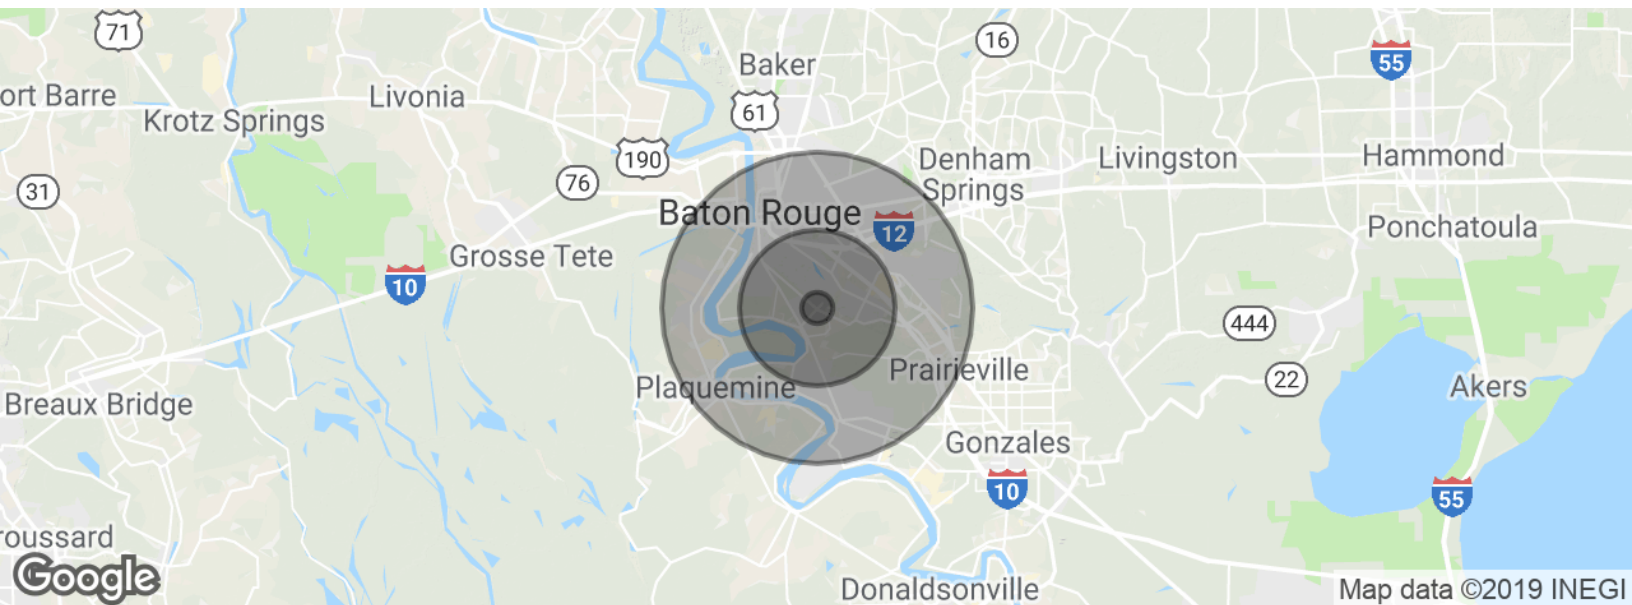 71
16
55
Baker
ort Barre
Livonia
61
Krotz Springs
190
Denham
Springs
Livingston
Hammond
31
76
Baton Rouge
12
Ponchatoula
Grosse Tete
10
444
Prairieville
22
Plaquemine
Akers
Breaux Bridge
Gonzales
10
55
roussard
Google
Donaldsonville
Map data ©2019 INEGI